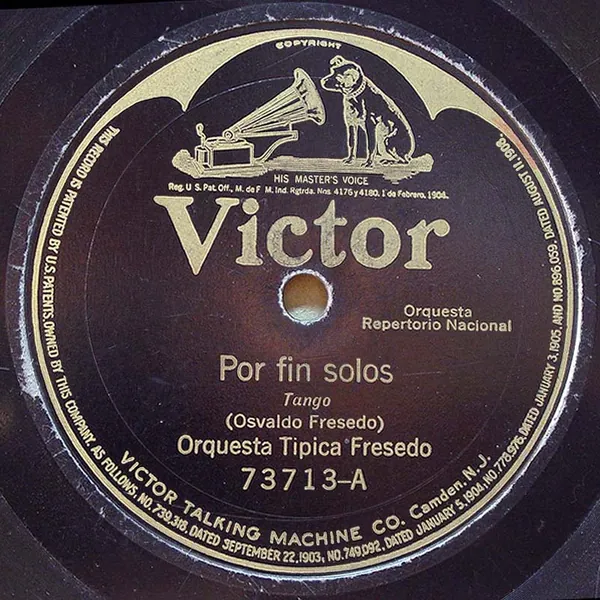 COPYRIGHT
HIS MASTER'S VOICE
Reg. U. S. Pat. Off., M. de F. M. Ind. Rgtrda. Nns. 4175 y 4180. 1 de Febrero. 1904.
Victor
Orquesta
Repertorio Nacional
Por fin solos
Tango
(Osvaldo Fresedo)
Orquesta Tipica Fresedo
73713-A
VICTOR TALKING MACHINE CO. Camden, N.J.
THIS RECORD IS PATENTED BY U.S. PATENTS, OWNED BY THIS COMPANY, AS FOLLOWS, NO. 739,318, DATED SEPTEMBER 22, 1903, NO. 749,092, DATED JANUARY 5, 1904, NO. 778,976, DATED JANUARY 3, 1905, AND NO. 896,059, DATED AUGUST 11, 1908.